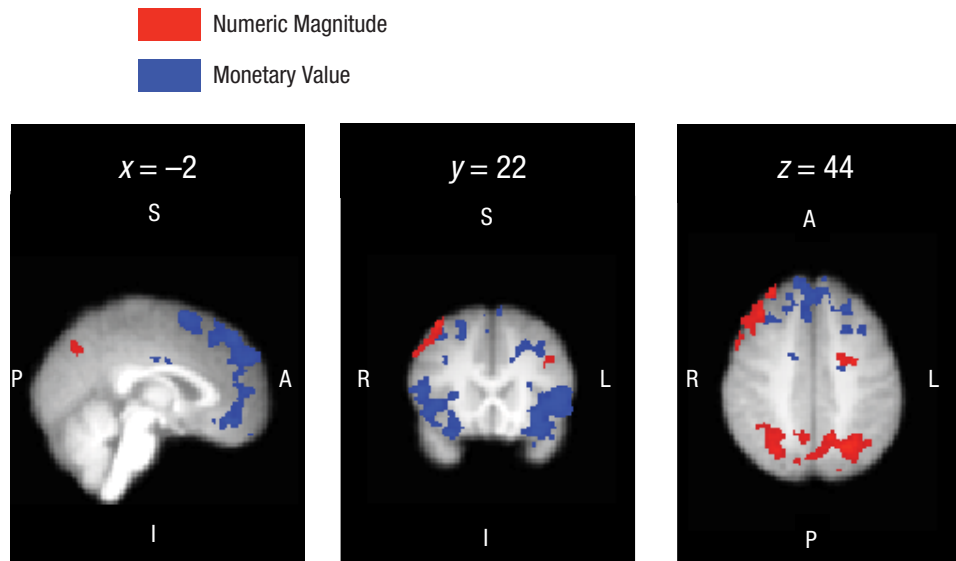 Numeric Magnitude
Monetary Value
x = –2
S
P
A
I
y = 22
S
R
L
I
z = 44
A
R
L
P